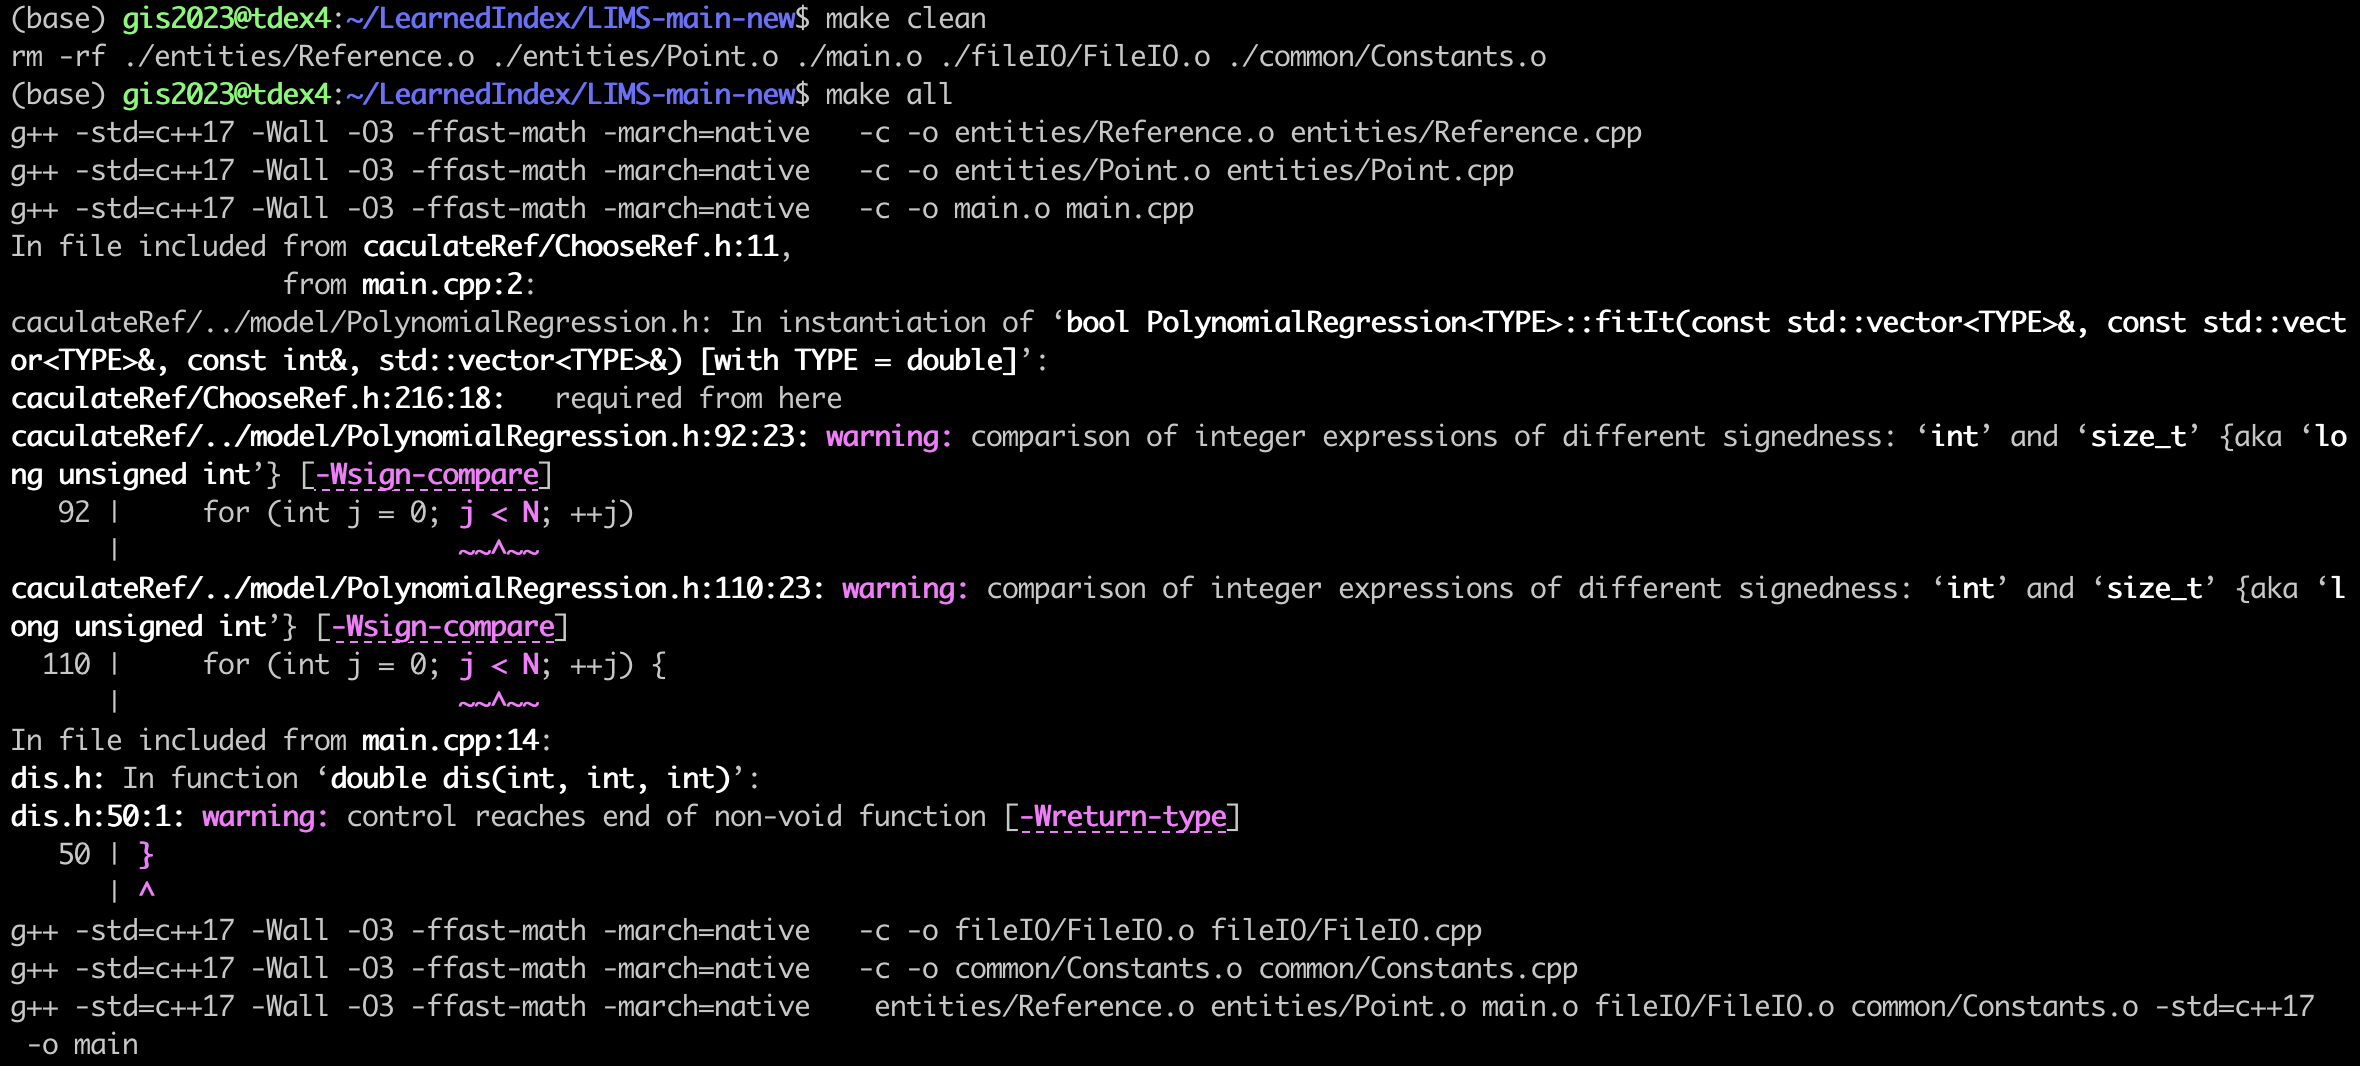 (base) gis2023@tdex4:~/LearnedIndex/LIMS-main-new$ make clean
rm -rf ./entities/Reference.o ./entities/Point.o ./main.o ./fileIO/FileIO.o ./common/Constants.o
(base) gis2023@tdex4:~/LearnedIndex/LIMS-main-new$ make all
g++ -std=c++17 -Wall -O3 -ffast-math -march=native   -c -o entities/Reference.o entities/Reference.cpp
g++ -std=c++17 -Wall -O3 -ffast-math -march=native   -c -o entities/Point.o entities/Point.cpp
g++ -std=c++17 -Wall -O3 -ffast-math -march=native   -c -o main.o main.cpp
In file included from caculateRef/ChooseRef.h:11,
                 from main.cpp:2:
caculateRef/../model/PolynomialRegression.h: In instantiation of ‘bool PolynomialRegression<TYPE>::fitIt(const std::vector<TYPE>&, const std::vect
or<TYPE>&, const int&, std::vector<TYPE>&) [with TYPE = double]’:
caculateRef/ChooseRef.h:216:18:   required from here
caculateRef/../model/PolynomialRegression.h:92:23: warning: comparison of integer expressions of different signedness: ‘int’ and ‘size_t’ {aka ‘lo
ng unsigned int’} [-Wsign-compare]
   92 |     for (int j = 0; j < N; ++j)
      |                     ~~^~~
caculateRef/../model/PolynomialRegression.h:110:23: warning: comparison of integer expressions of different signedness: ‘int’ and ‘size_t’ {aka ‘l
ong unsigned int’} [-Wsign-compare]
  110 |     for (int j = 0; j < N; ++j) {
      |                     ~~^~~
In file included from main.cpp:14:
dis.h: In function ‘double dis(int, int, int)’:
dis.h:50:1: warning: control reaches end of non-void function [-Wreturn-type]
   50 | }
      | ^
g++ -std=c++17 -Wall -O3 -ffast-math -march=native   -c -o fileIO/FileIO.o fileIO/FileIO.cpp
g++ -std=c++17 -Wall -O3 -ffast-math -march=native   -c -o common/Constants.o common/Constants.cpp
g++ -std=c++17 -Wall -O3 -ffast-math -march=native    entities/Reference.o entities/Point.o main.o fileIO/FileIO.o common/Constants.o -std=c++17
 -o main